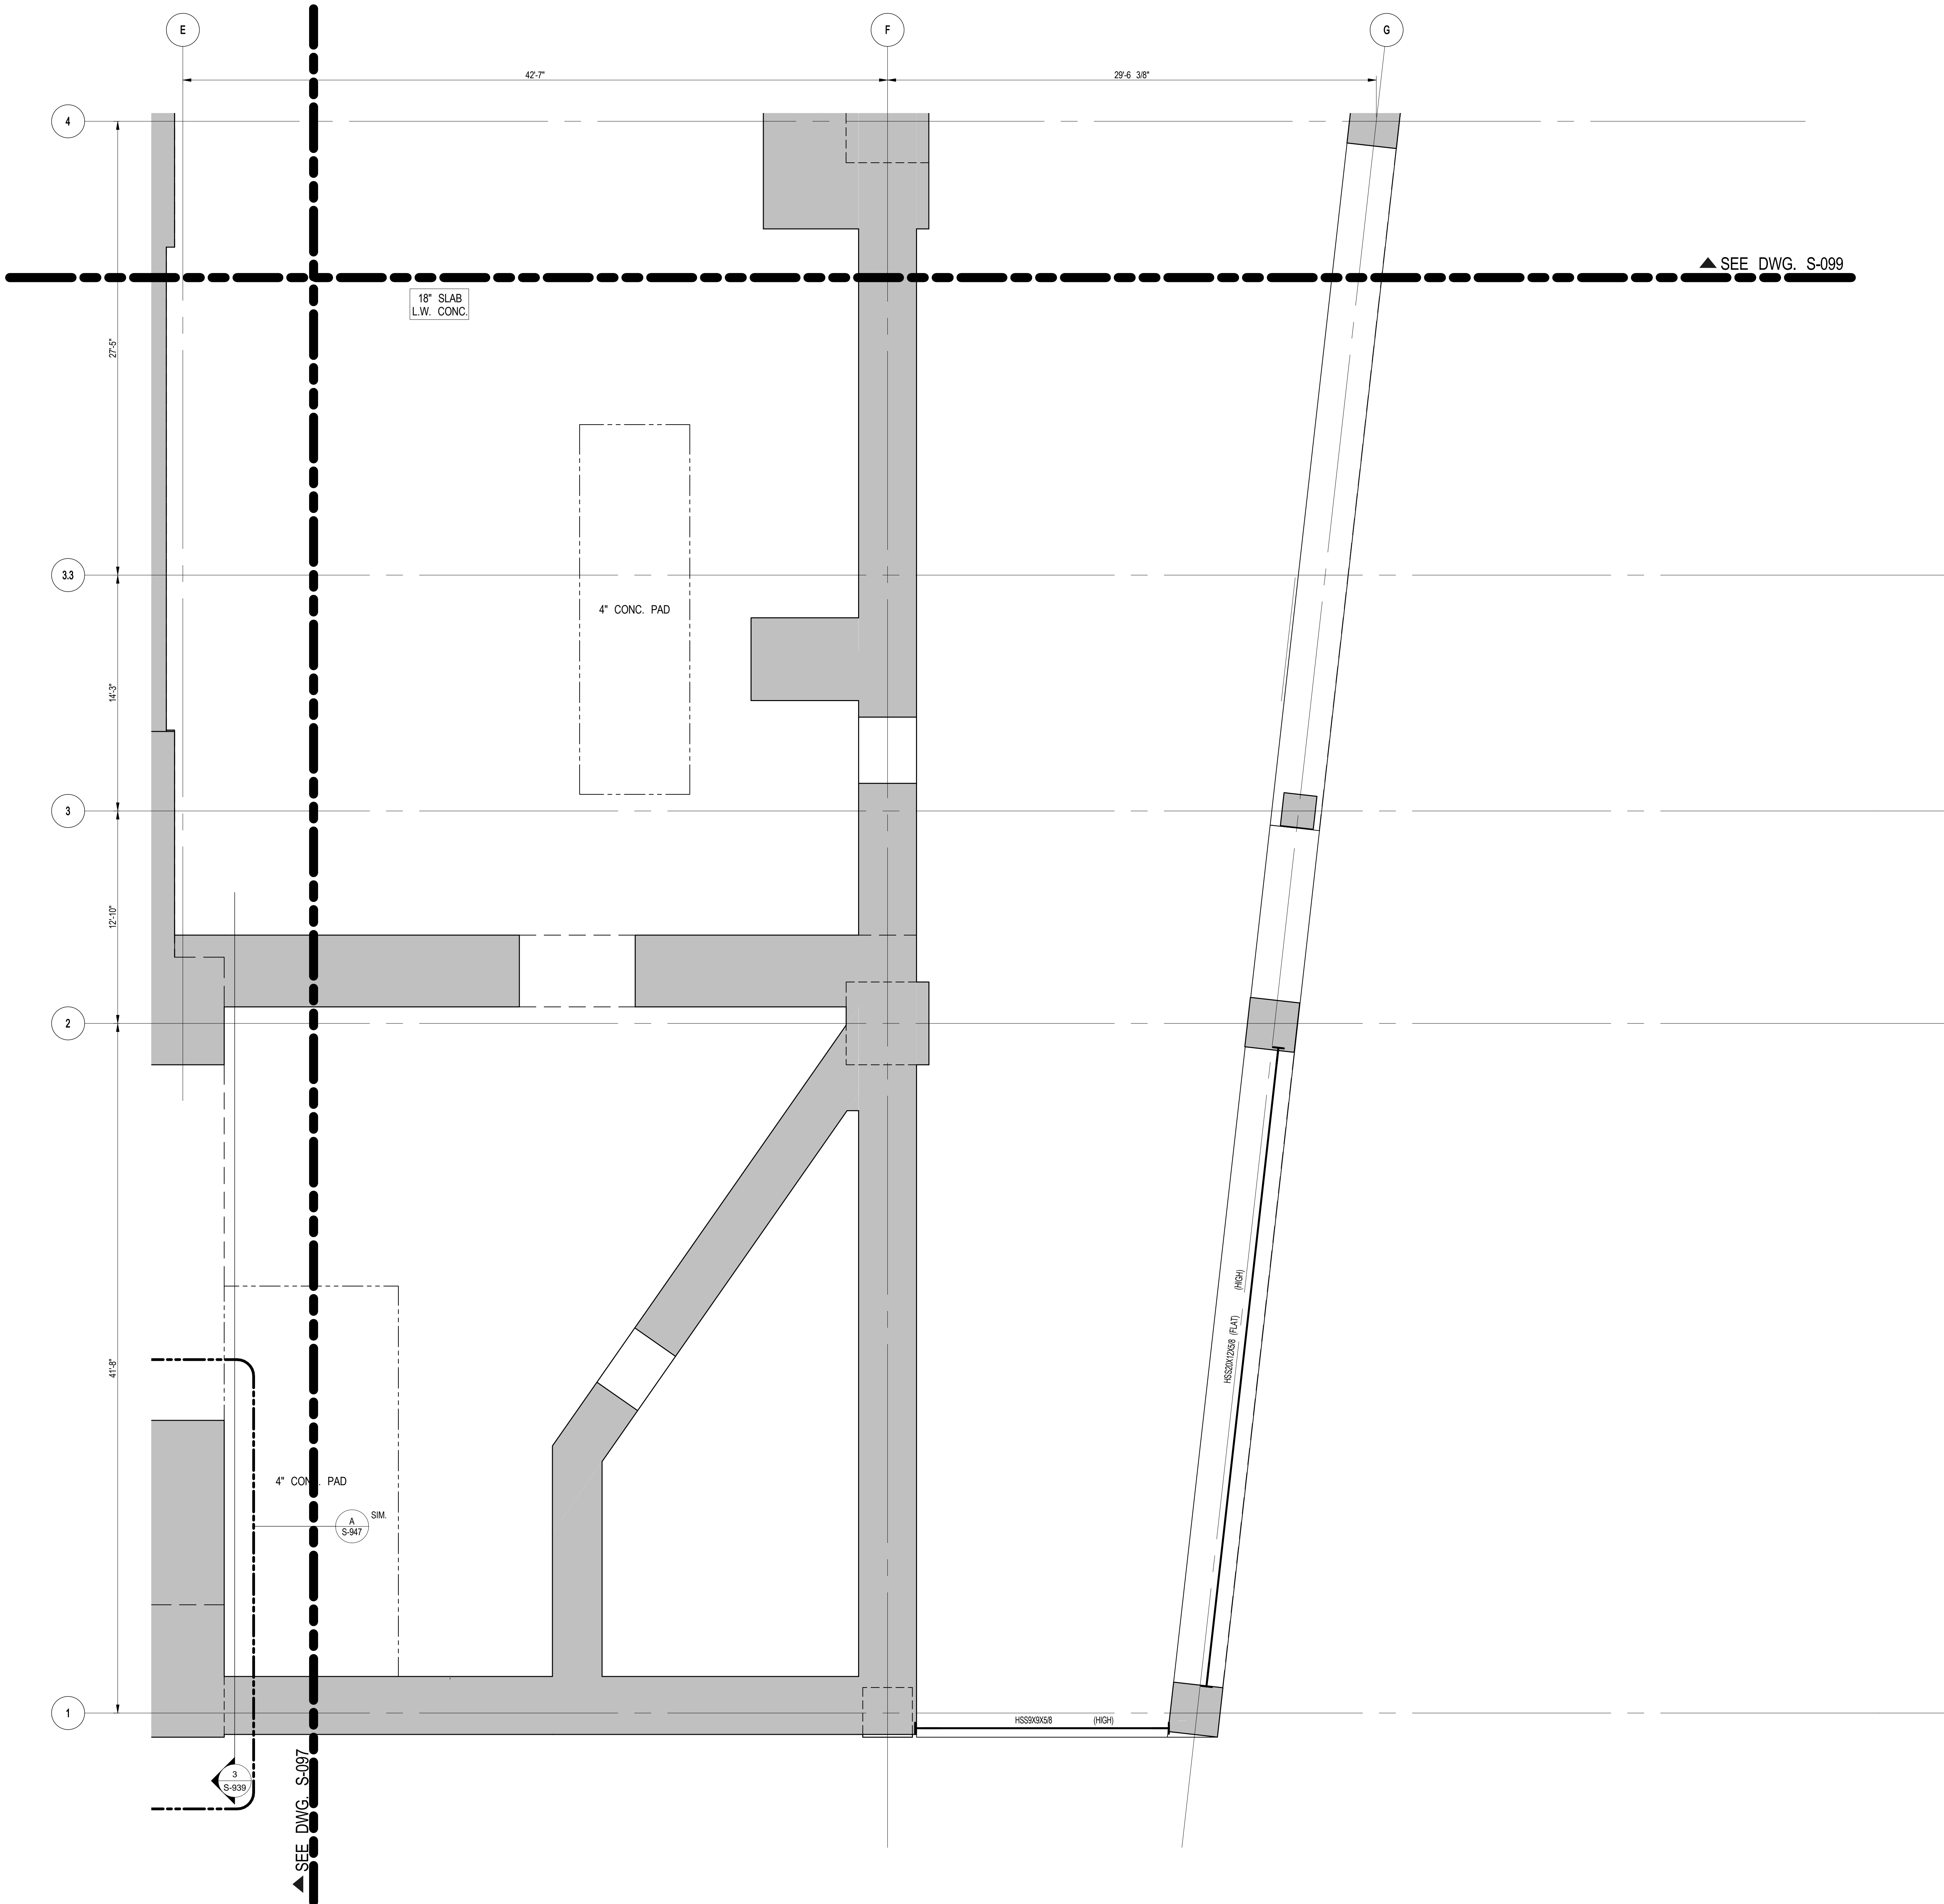 E
F
G
42'-7"
29'-6 3/8"
4
SEE DWG. S-099
18" SLAB
L.W. CONC.
27'-5"
3.3
4" CONC. PAD
14'-3"
3
12'-10"
2
HSS20X12X5/8 (FLAT) (HIGH)
41'-8"
4" CON . PAD
A
S-947
SIM.
1
HSS9X9X5/8 (HIGH)
3
S-939
SEE DWG. S-097